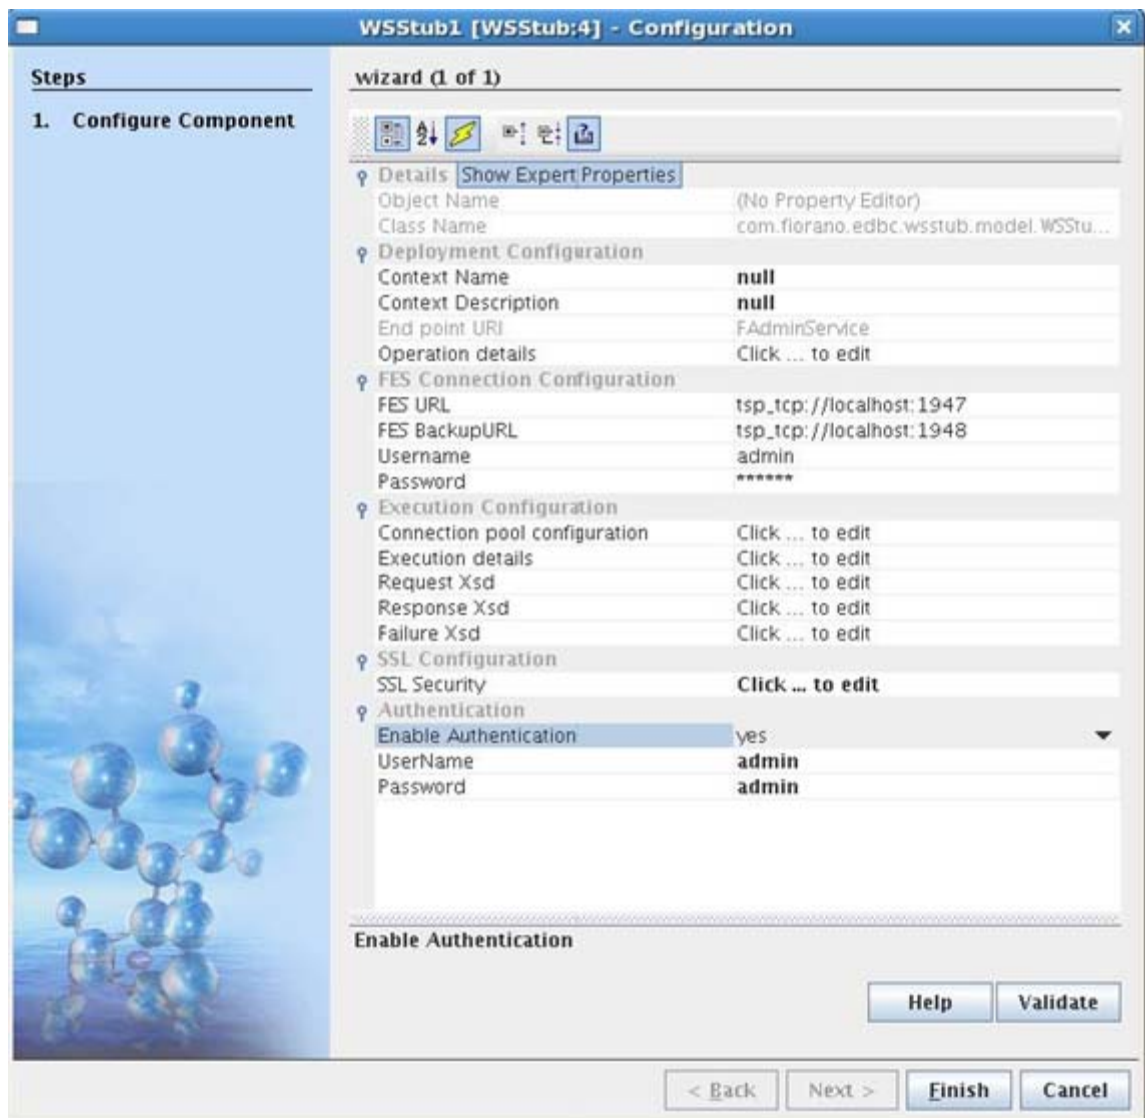 WSStub1 [WSStub:4] - Configuration
Steps
1. Configure Component
wizard (1 of 1)
Details Show Expert Properties
Object Name (No Property Editor)
Class Name com.fiorano.edbc.wsstub.model.WSStu...
Deployment Configuration
Context Name null
Context Description null
End point URI FAdminService
Operation details Click ... to edit
FES Connection Configuration
FES URL tsp_tcp://localhost:1947
FES BackupURL tsp_tcp://localhost:1948
Username admin
Password ******
Execution Configuration
Connection pool configuration Click ... to edit
Execution details Click ... to edit
Request Xsd Click ... to edit
Response Xsd Click ... to edit
Failure Xsd Click ... to edit
SSL Configuration
SSL Security Click ... to edit
Authentication
Enable Authentication yes
UserName admin
Password admin
Enable Authentication
Help Validate
< Back Next > Finish Cancel